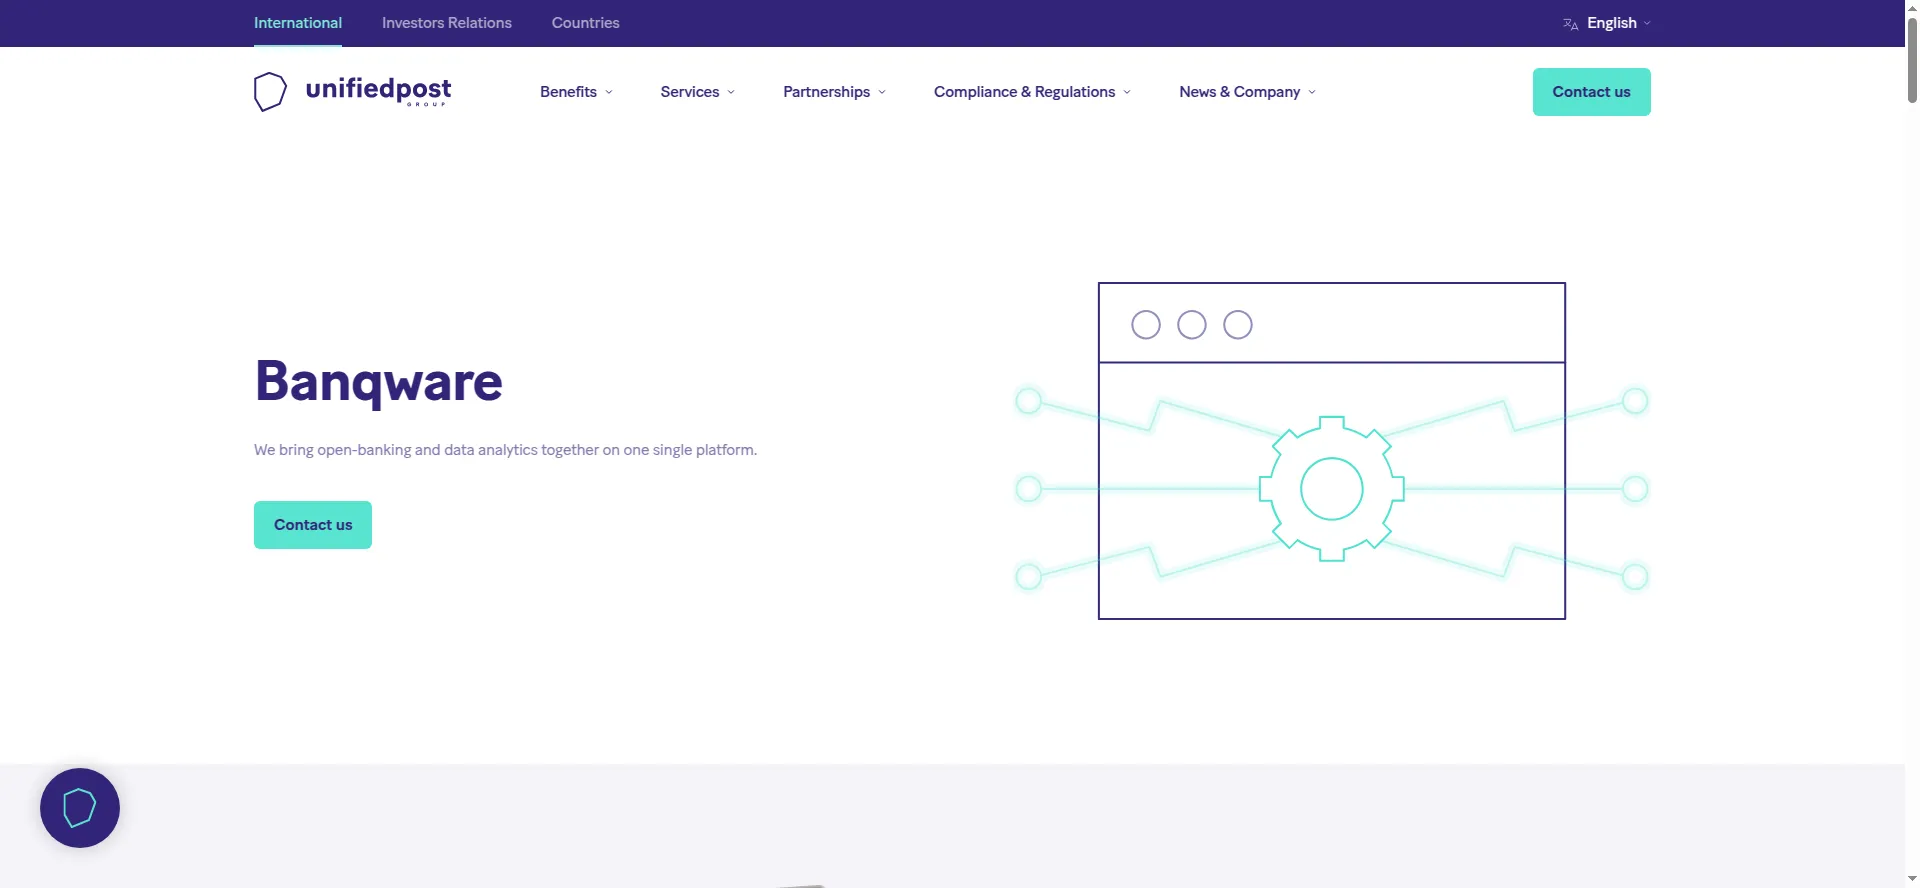 International Investors Relations Countries English
unifiedpost
GROUP
Benefits Services Partnerships Compliance & Regulations News & Company Contact us
Banqware
We bring open-banking and data analytics together on one single platform.
Contact us